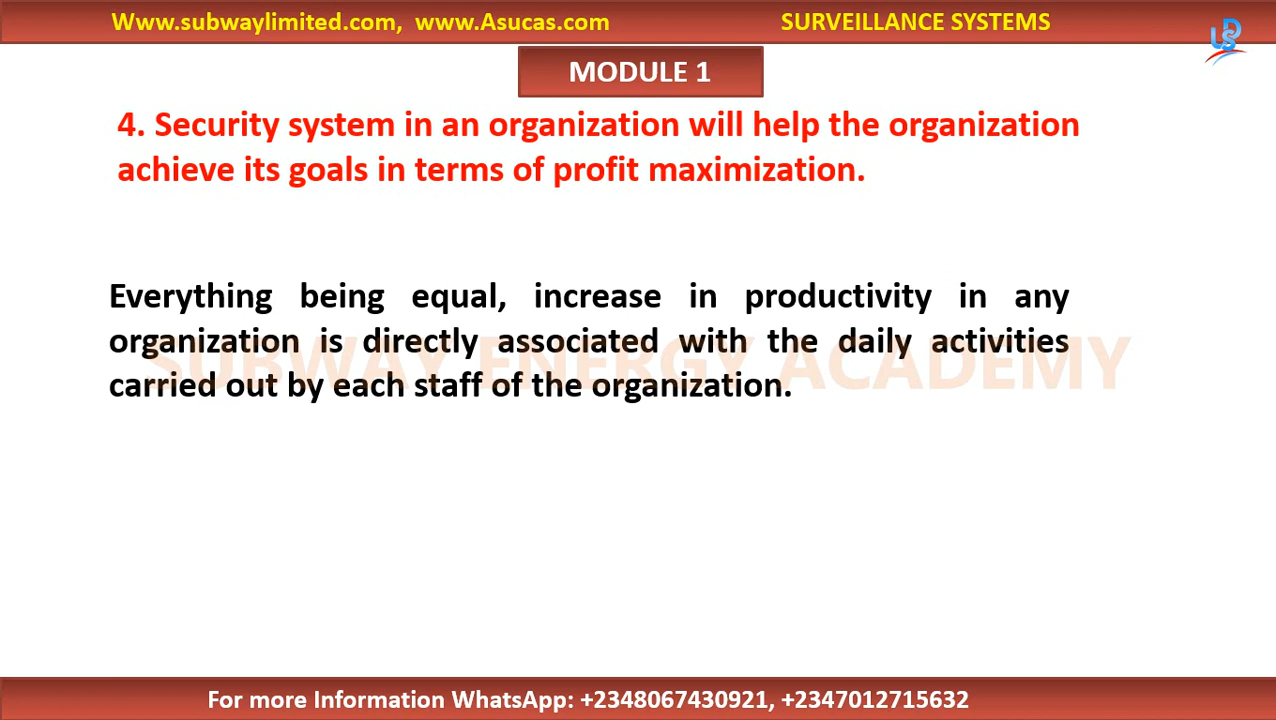 Www.subwaylimited.com, www.Asucas.com SURVEILLANCE SYSTEMS
USD
MODULE 1
4. Security system in an organization will help the organization
achieve its goals in terms of profit maximization.
Everything being equal, increase in productivity in any
organization is directly associated with the daily activities
carried out by each staff of the organization.
SUBWAY ENERGY ACADEMY
For more Information WhatsApp: +2348067430921, +2347012715632